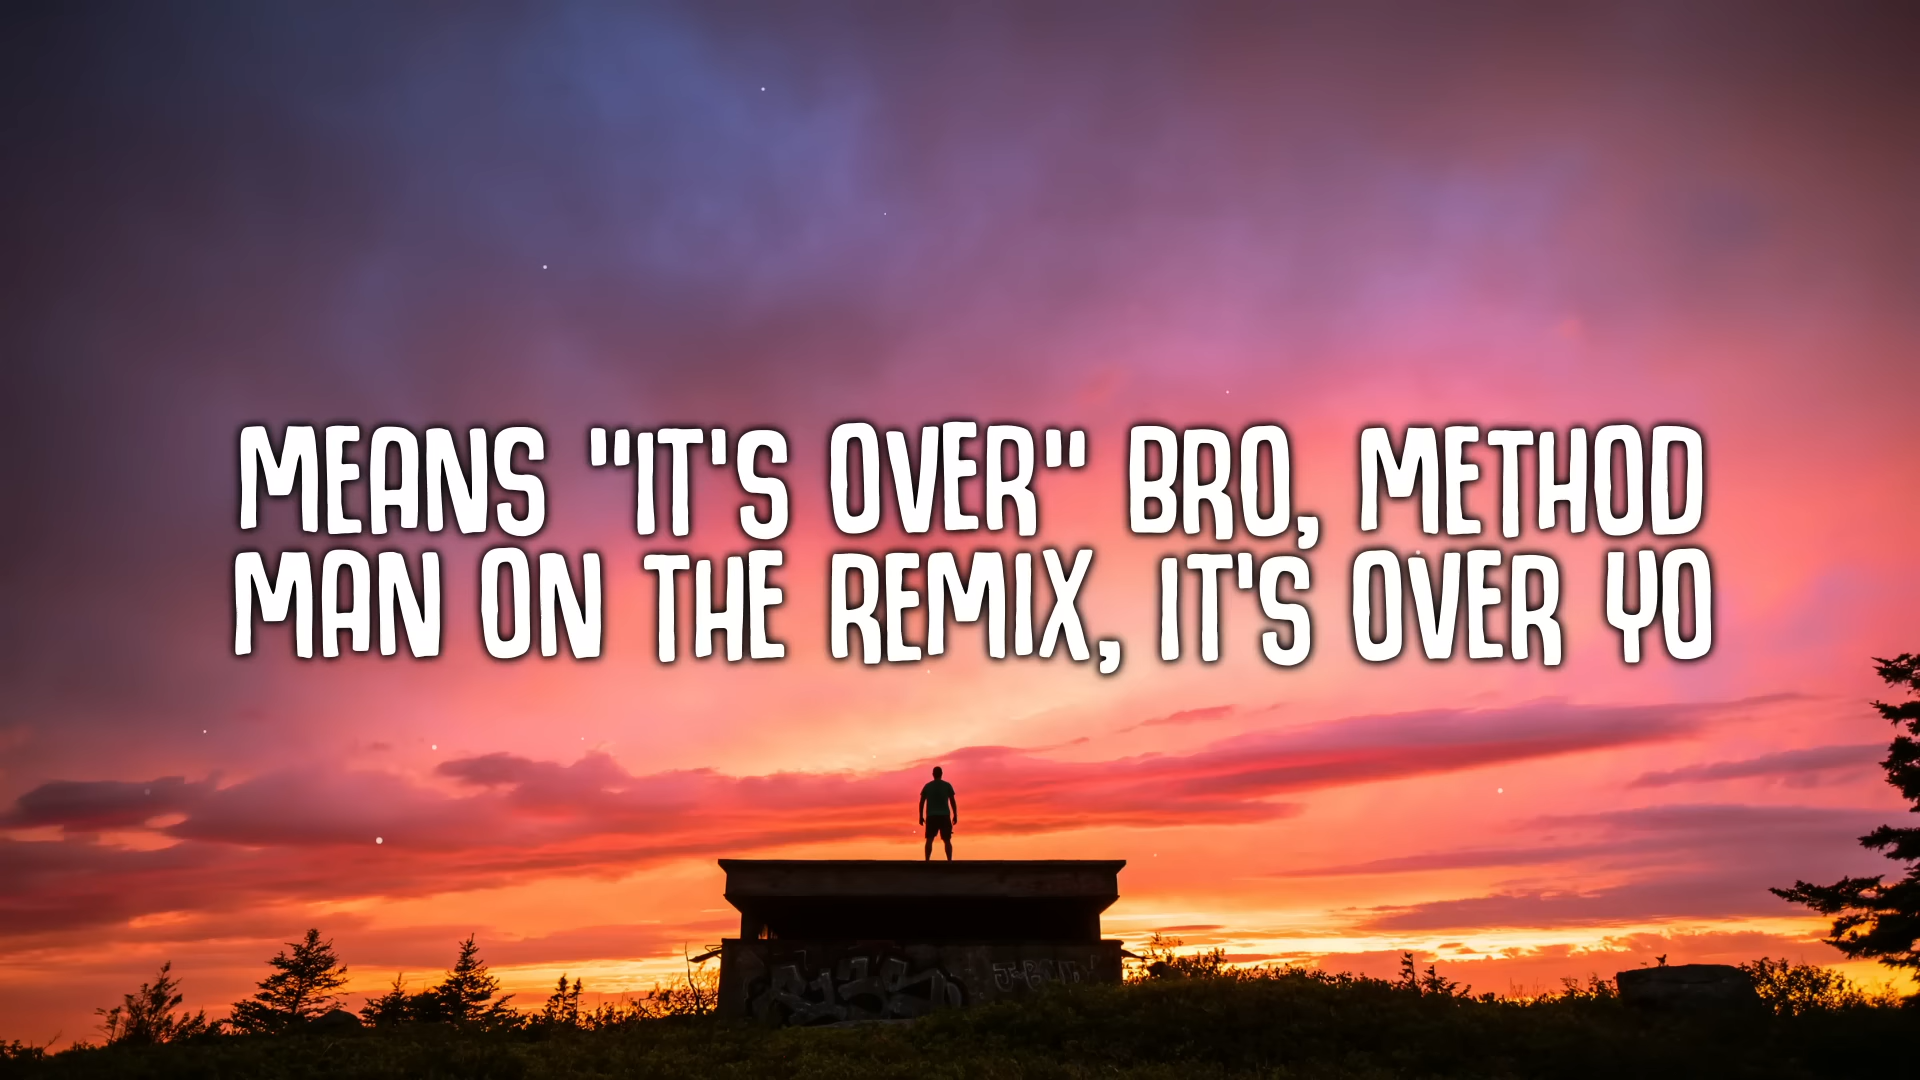 MEANS "IT'S OVER" BRO, METHOD
MAN ON THE REMIX, IT'S OVER YO